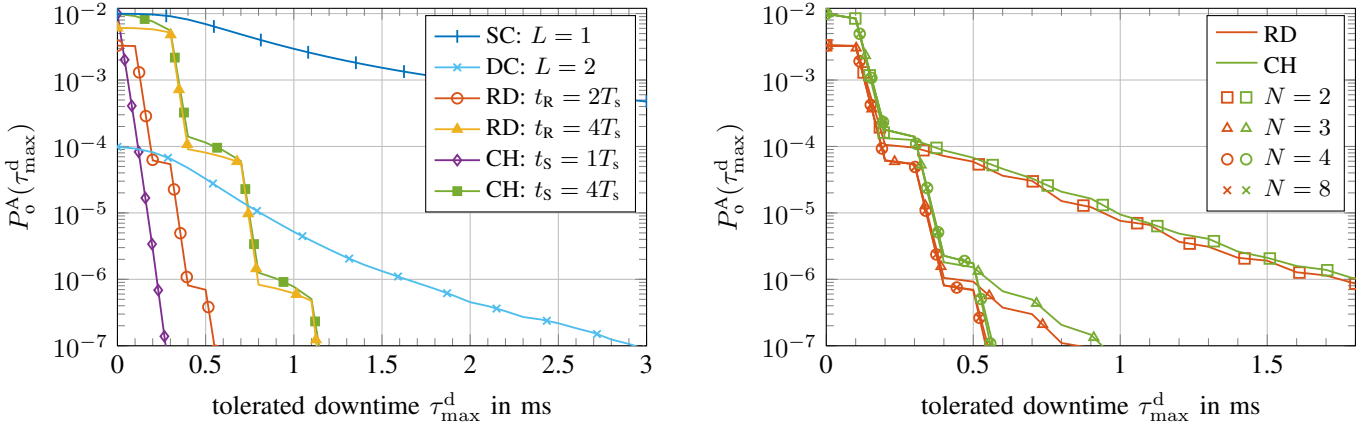 10^{-2}
10^{-3}
10^{-4}
10^{-5}
10^{-6}
10^{-7}
P_o^A(τ_max^d)
0 0.5 1 1.5 2 2.5 3
tolerated downtime τ_max^d in ms
SC: L = 1
DC: L = 2
RD: t_R = 2T_s
RD: t_R = 4T_s
CH: t_S = 1T_s
CH: t_S = 4T_s
10^{-2}
10^{-3}
10^{-4}
10^{-5}
10^{-6}
10^{-7}
P_o^A(τ_max^d)
0 0.5 1 1.5
tolerated downtime τ_max^d in ms
RD
CH
N = 2
N = 3
N = 4
N = 8